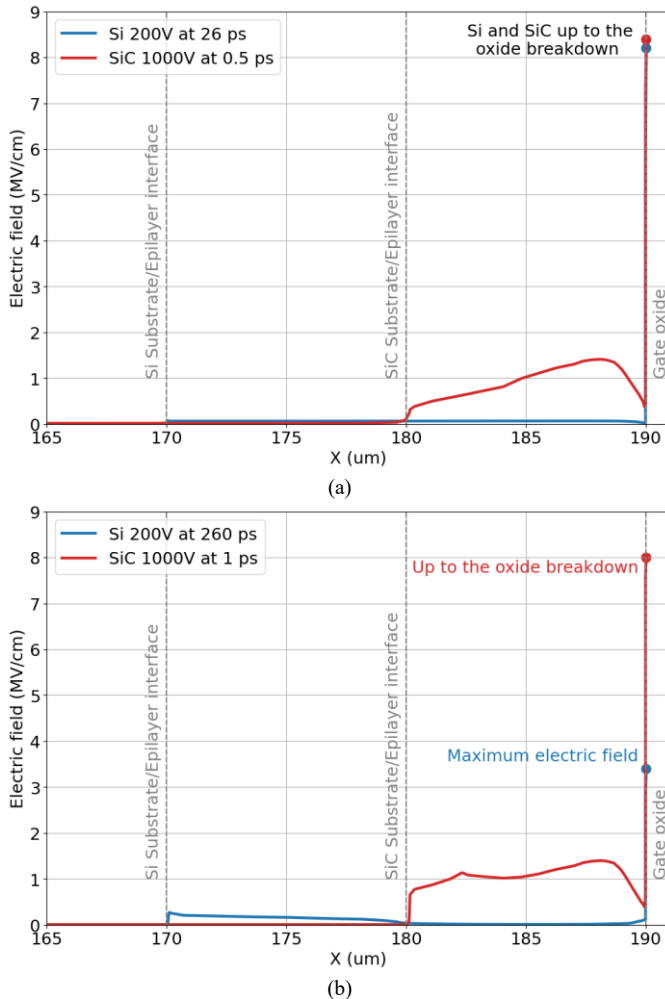 Si 200V at 26 ps
SiC 1000V at 0.5 ps
Si and SiC up to the
oxide breakdown
Electric field (MV/cm)
9
8
7
6
5
4
3
2
1
0
Si Substrate/Epilayer interface
SiC Substrate/Epilayer interface
Gate oxide
165 170 175 180 185 190
X (um)
(a)
Si 200V at 260 ps
SiC 1000V at 1 ps
Up to the oxide breakdown
Maximum electric field
Electric field (MV/cm)
9
8
7
6
5
4
3
2
1
0
Si Substrate/Epilayer interface
SiC Substrate/Epilayer interface
Gate oxide
165 170 175 180 185 190
X (um)
(b)